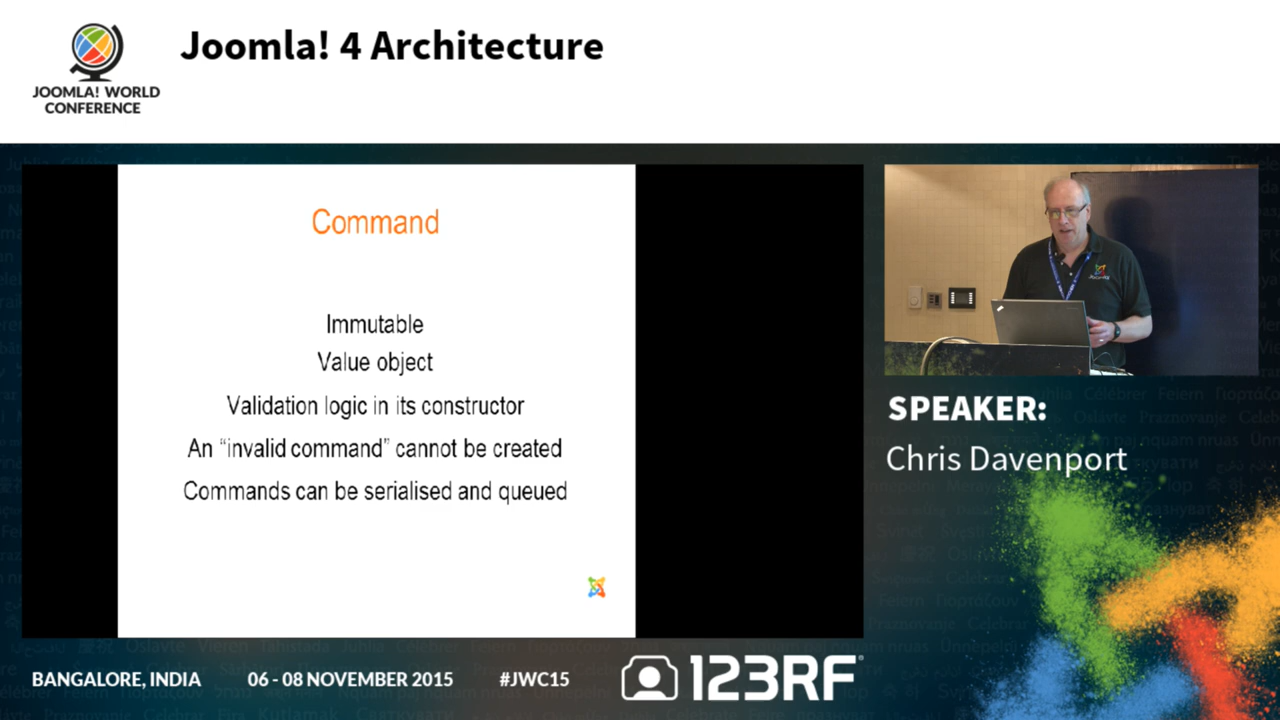 Joomla! 4 Architecture
JOOMLA! WORLD
CONFERENCE
Command
Immutable
Value object
Validation logic in its constructor
An “invalid command” cannot be created
Commands can be serialised and queued
SPEAKER:
Chris Davenport
BANGALORE, INDIA
06 - 08 NOVEMBER 2015
#JWC15
123RF